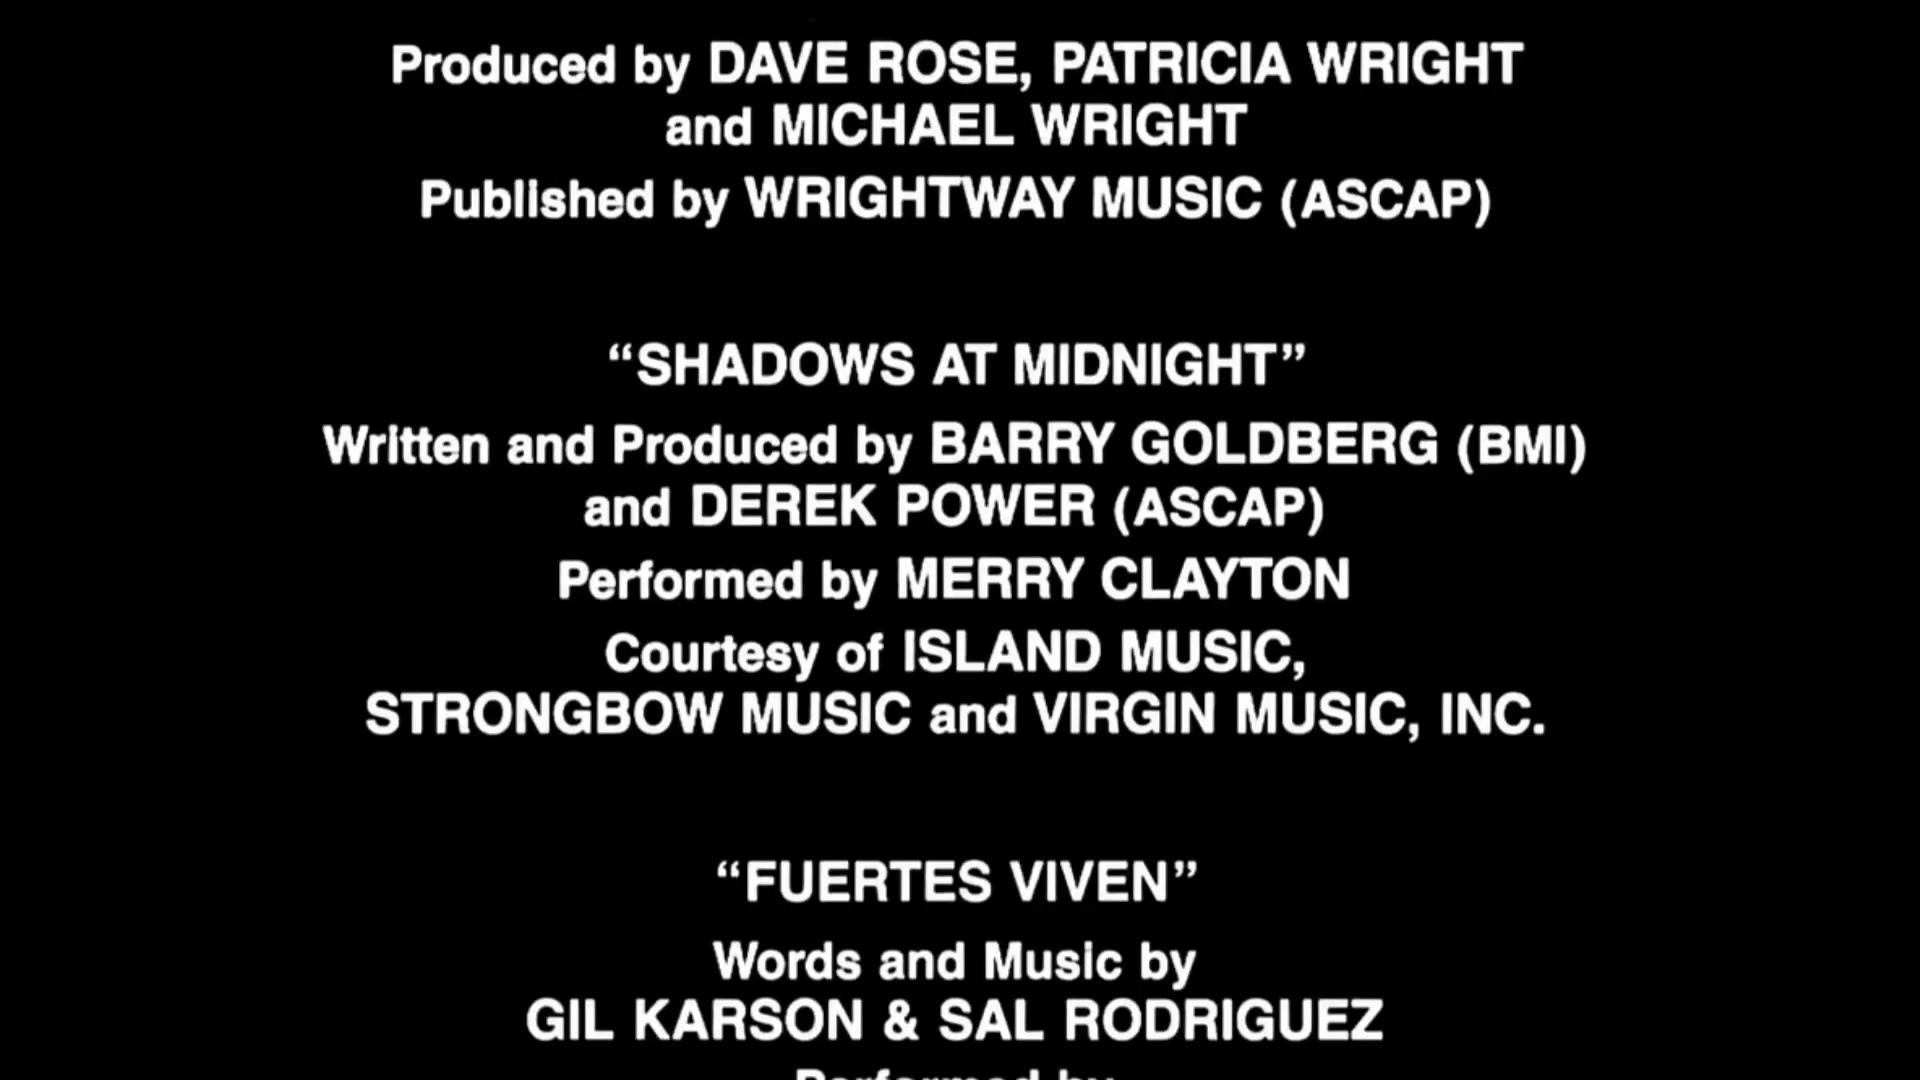 Produced by DAVE ROSE, PATRICIA WRIGHT
and MICHAEL WRIGHT
Published by WRIGHTWAY MUSIC (ASCAP)
“SHADOWS AT MIDNIGHT”
Written and Produced by BARRY GOLDBERG (BMI)
and DEREK POWER (ASCAP)
Performed by MERRY CLAYTON
Courtesy of ISLAND MUSIC,
STRONGBOW MUSIC and VIRGIN MUSIC, INC.
“FUERTES VIVEN”
Words and Music by
GIL KARSON & SAL RODRIGUEZ
Performed by